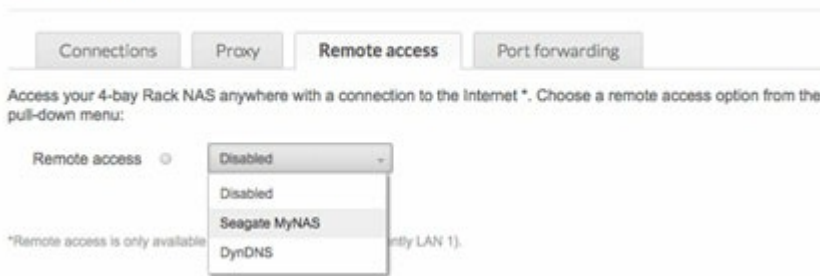 Connections Proxy Remote access Port forwarding
Access your 4-bay Rack NAS anywhere with a connection to the Internet *. Choose a remote access option from the
pull-down menu:
Remote access Disabled
Disabled
Seagate MyNAS
*Remote access is only available ntly LAN 1).
DynDNS